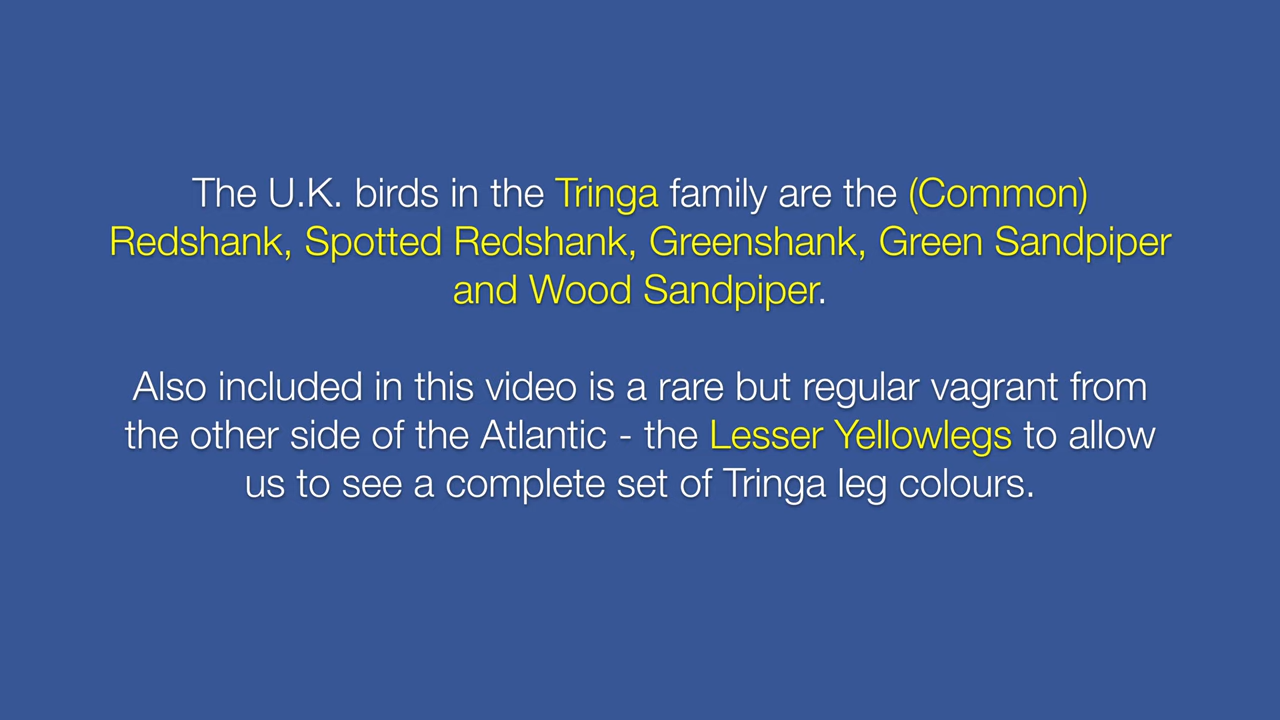 The U.K. birds in the Tringa family are the (Common)
Redshank, Spotted Redshank, Greenshank, Green Sandpiper
and Wood Sandpiper.
Also included in this video is a rare but regular vagrant from
the other side of the Atlantic - the Lesser Yellowlegs to allow
us to see a complete set of Tringa leg colours.